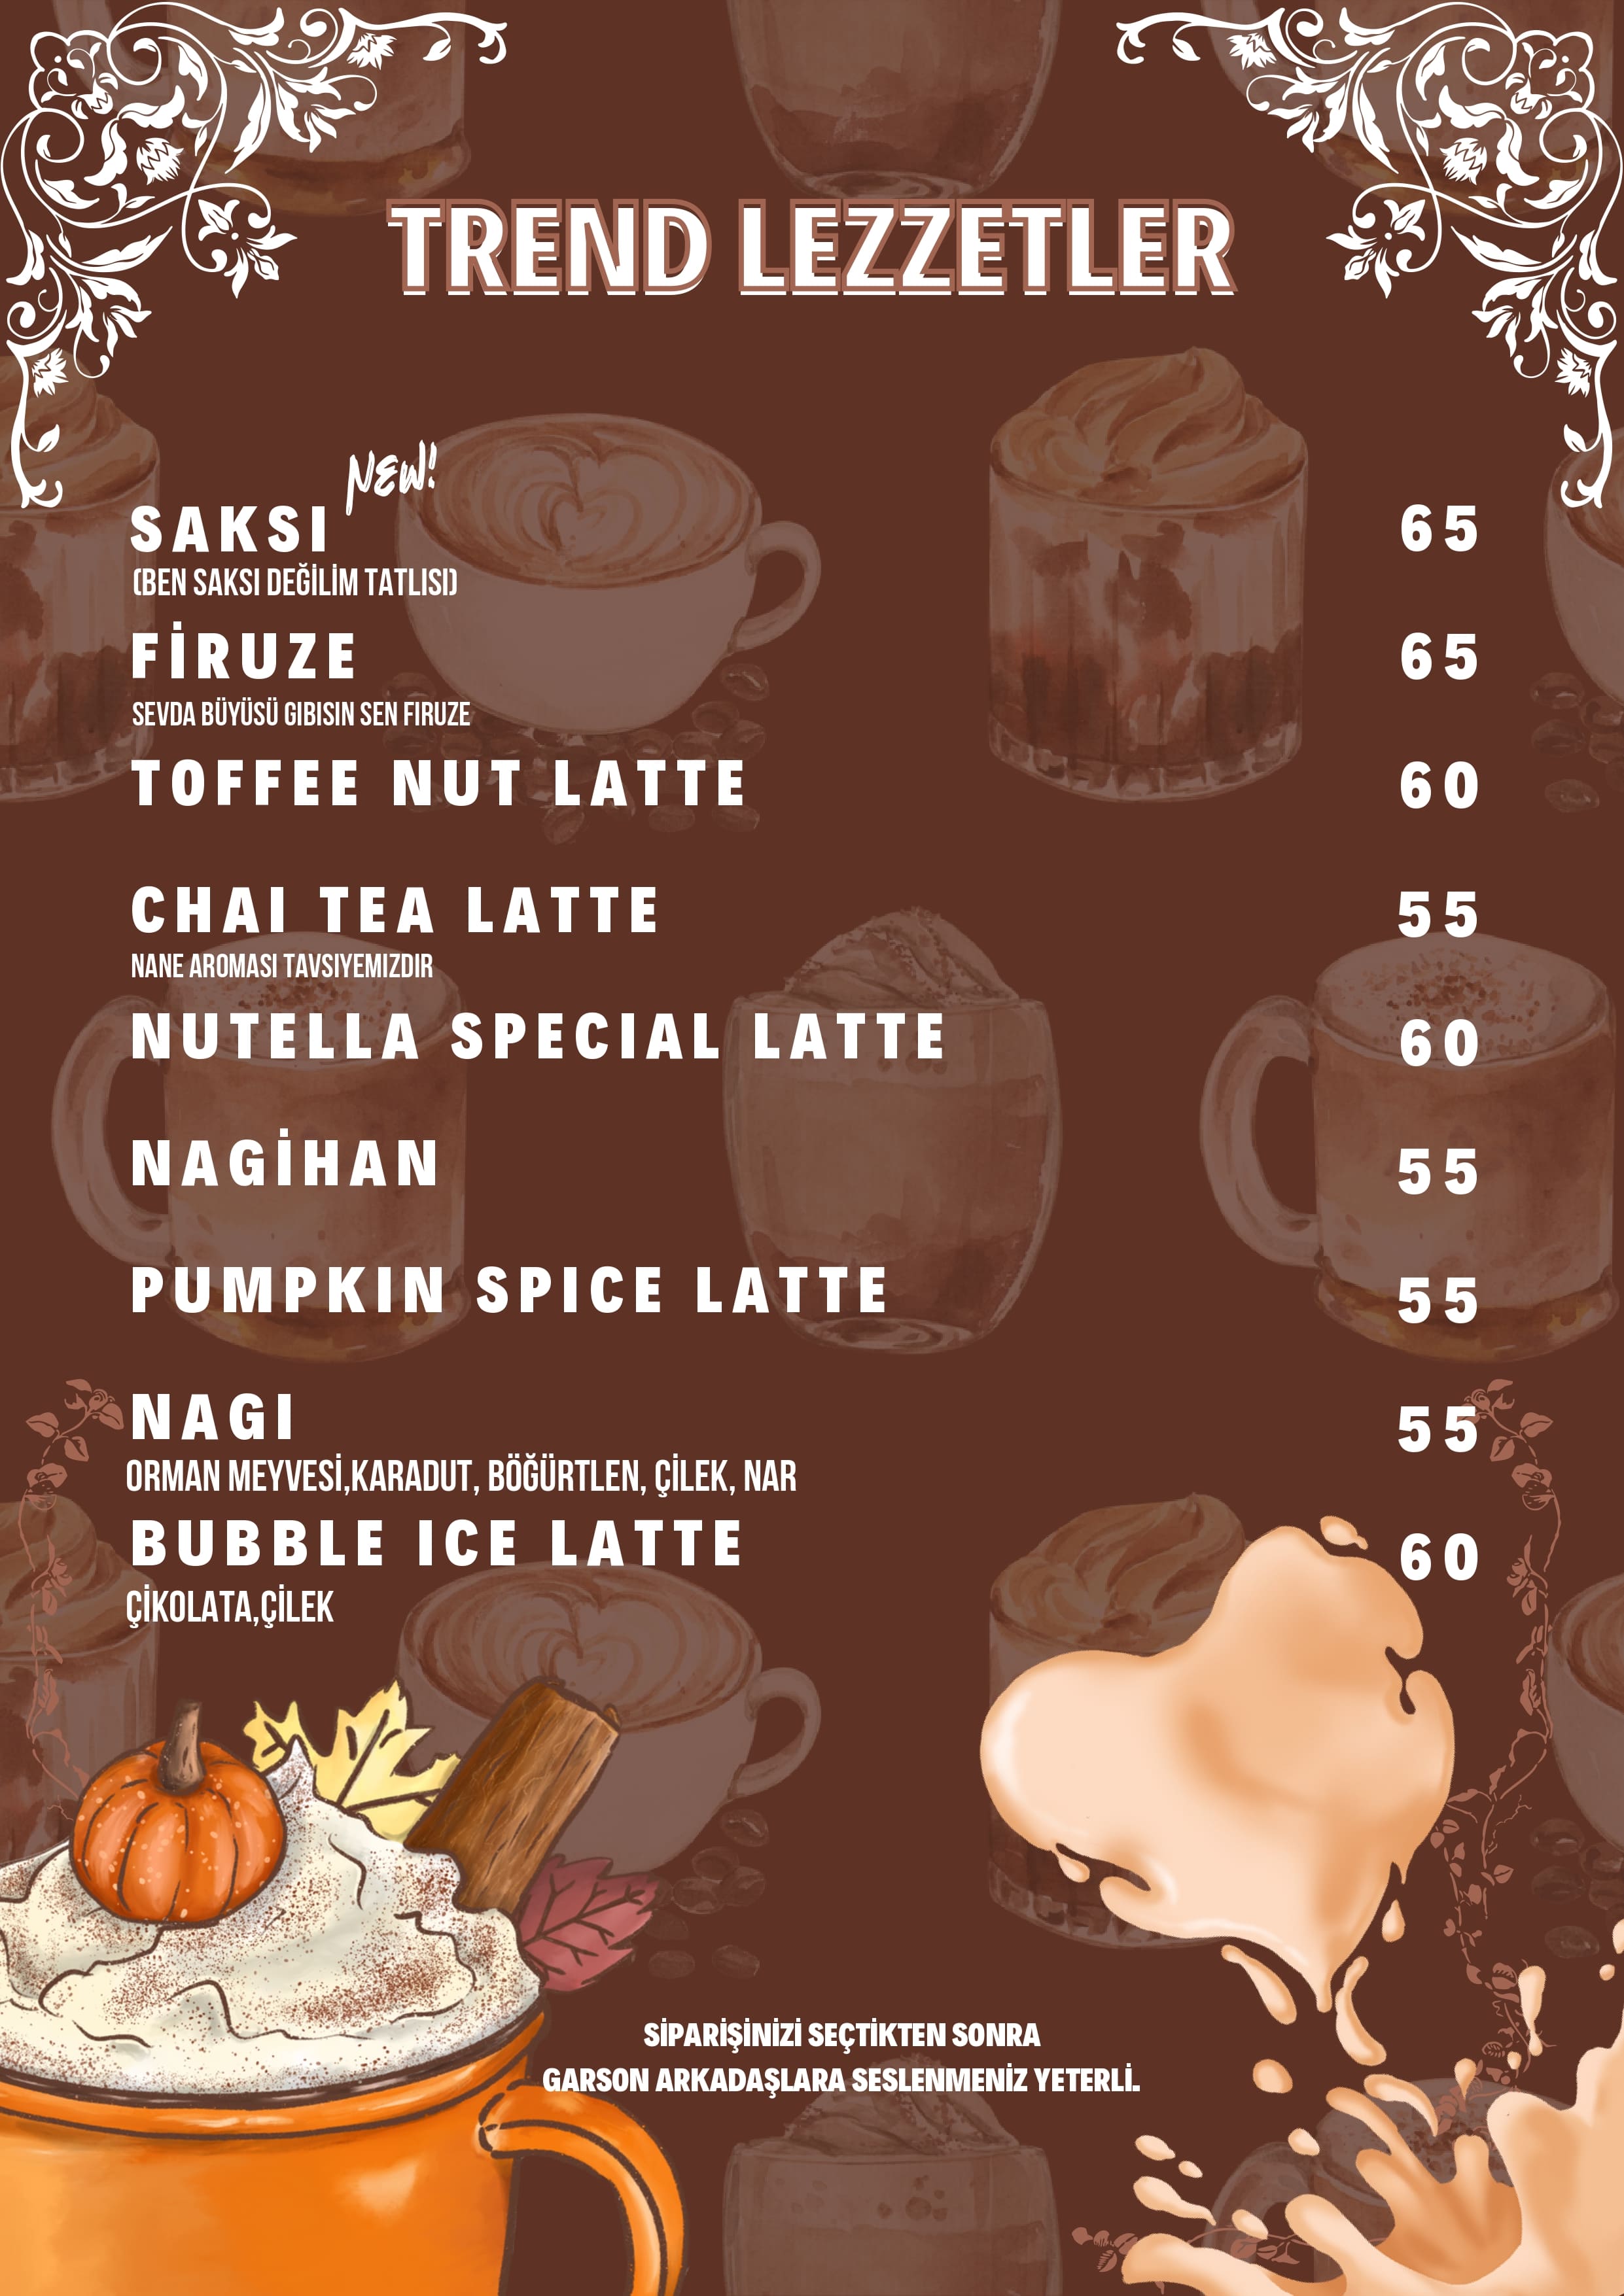 TREND LEZZETLER
NEW!
SAKSI 65
(BEN SAKSI DEĞİLİM TATLISI)
FİRUZE 65
SEVDA BÜYÜSÜ GIBISIN SEN FIRUZE
TOFFEE NUT LATTE 60
CHAI TEA LATTE 55
NANE AROMASI TAVSIYEMIZDIR
NUTELLA SPECIAL LATTE 60
NAGİHAN 55
PUMPKIN SPICE LATTE 55
NAGI 55
ORMAN MEYVESİ,KARADUT, BÖĞÜRTLEN, ÇİLEK, NAR
BUBBLE ICE LATTE 60
ÇİKOLATA,ÇİLEK
SİPARİŞİNİZİ SEÇTİKTEN SONRA
GARSON ARKADAŞLARA SESLENMENİZ YETERLİ.